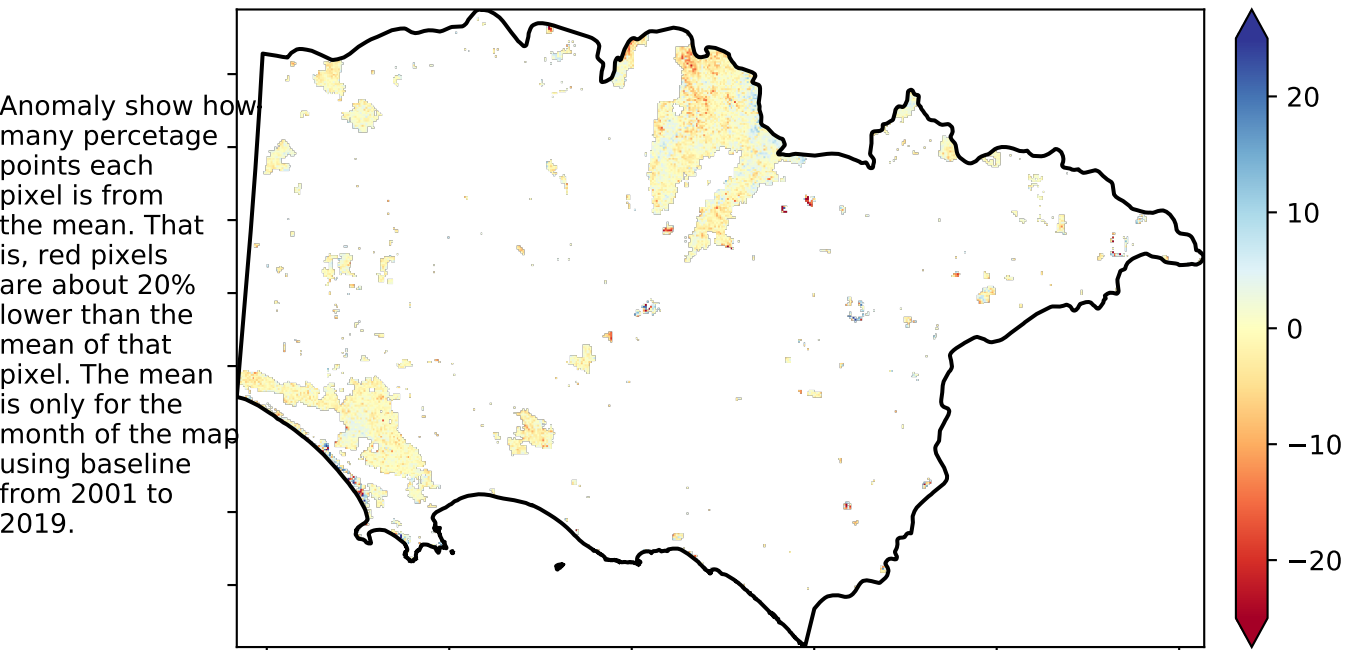 Anomaly show how
many percetage
points each
pixel is from
the mean. That
is, red pixels
are about 20%
lower than the
mean of that
pixel. The mean
is only for the
month of the map
using baseline
from 2001 to
2019.
20
10
0
−10
−20